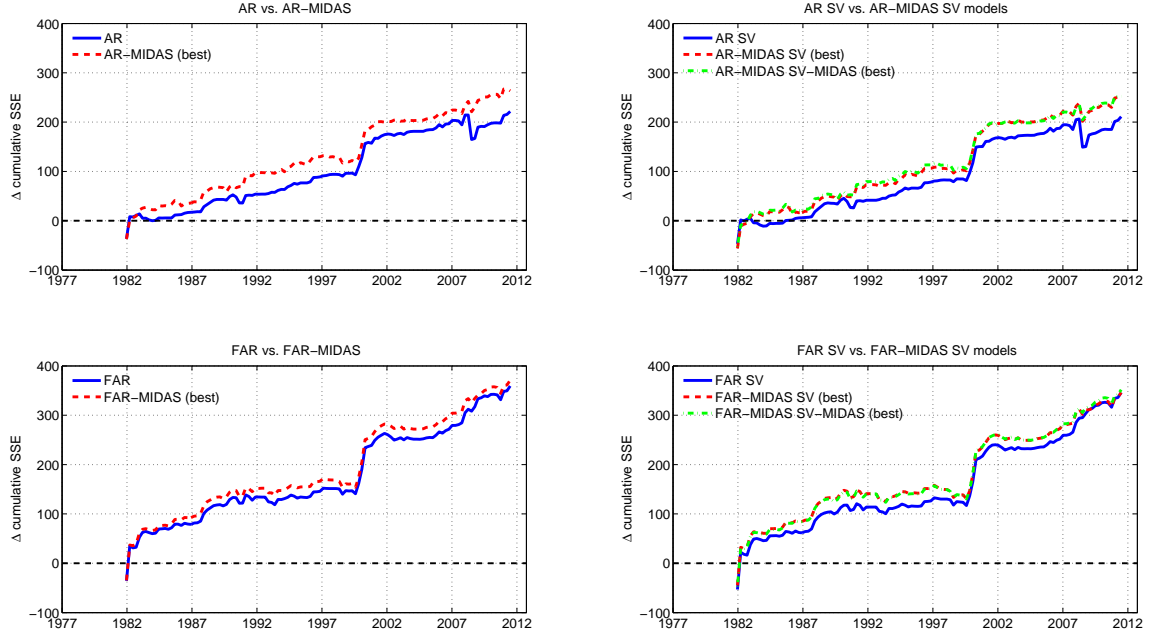 AR vs. AR−MIDAS
Δ cumulative SSE
400
300
200
100
0
−100
AR
AR−MIDAS (best)
1977 1982 1987 1992 1997 2002 2007 2012
AR SV vs. AR−MIDAS SV models
Δ cumulative SSE
400
300
200
100
0
−100
AR SV
AR−MIDAS SV (best)
AR−MIDAS SV−MIDAS (best)
1977 1982 1987 1992 1997 2002 2007 2012
FAR vs. FAR−MIDAS
Δ cumulative SSE
400
300
200
100
0
−100
FAR
FAR−MIDAS (best)
1977 1982 1987 1992 1997 2002 2007 2012
FAR SV vs. FAR−MIDAS SV models
Δ cumulative SSE
400
300
200
100
0
−100
FAR SV
FAR−MIDAS SV (best)
FAR−MIDAS SV−MIDAS (best)
1977 1982 1987 1992 1997 2002 2007 2012